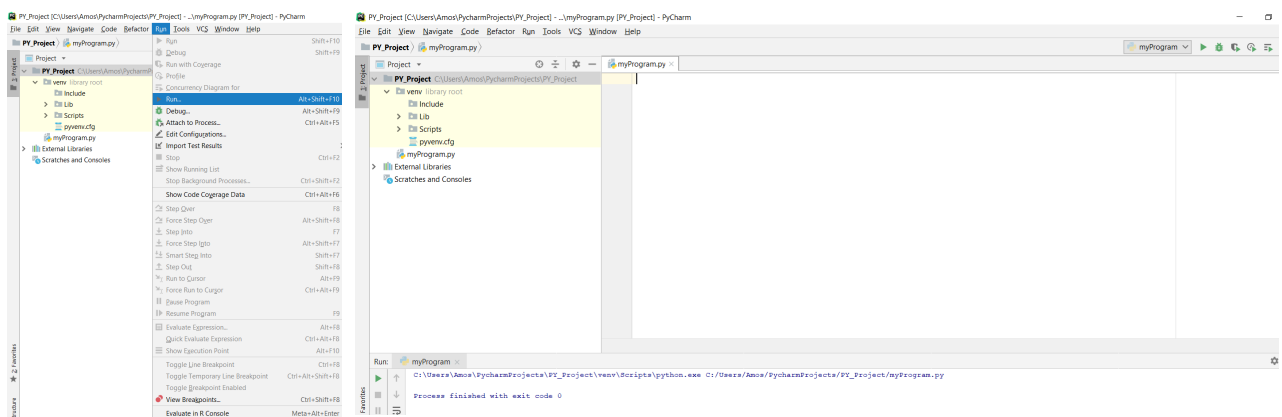 PY_Project [C:\Users\Amos\PycharmProjects\PY_Project] - ...\myProgram.py [PY_Project] - PyCharm
File Edit View Navigate Code Refactor Run Tools VCS Window Help
PY_Project myProgram.py
Project
1: Project
PY_Project C:\Users\Amos\PycharmP
venv library root
Include
Lib
Scripts
pyvenv.cfg
myProgram.py
External Libraries
Scratches and Consoles
2: Favorites
Run Shift+F10
Debug Shift+F9
Run with Coverage
Profile
Concurrency Diagram for
Run... Alt+Shift+F10
Debug... Alt+Shift+F9
Attach to Process... Ctrl+Alt+F5
Edit Configurations...
Import Test Results
Stop Ctrl+F2
Show Running List
Stop Background Processes... Ctrl+Shift+F2
Show Code Coverage Data Ctrl+Alt+F6
Step Over F8
Force Step Over Alt+Shift+F8
Step Into F7
Force Step Into Alt+Shift+F7
Smart Step Into Shift+F7
Step Out Shift+F8
Run to Cursor Alt+F9
Force Run to Cursor Ctrl+Alt+F9
Pause Program
Resume Program F9
Evaluate Expression... Alt+F8
Quick Evaluate Expression Ctrl+Alt+F8
Show Execution Point Alt+F10
Toggle Line Breakpoint Ctrl+F8
Toggle Temporary Line Breakpoint Ctrl+Alt+Shift+F8
Toggle Breakpoint Enabled
View Breakpoints... Ctrl+Shift+F8
Evaluate in R Console Meta+Alt+Enter
PY_Project [C:\Users\Amos\PycharmProjects\PY_Project] - ...\myProgram.py [PY_Project] - PyCharm
File Edit View Navigate Code Refactor Run Tools VCS Window Help
PY_Project myProgram.py
myProgram
Project
myProgram.py
1: Project
PY_Project C:\Users\Amos\PycharmProjects\PY_Project
venv library root
Include
Lib
Scripts
pyvenv.cfg
myProgram.py
External Libraries
Scratches and Consoles
Run: myProgram
C:\Users\Amos\PycharmProjects\PY_Project\venv\Scripts\python.exe C:/Users/Amos/PycharmProjects/PY_Project/myProgram.py
Process finished with exit code 0
Favorites